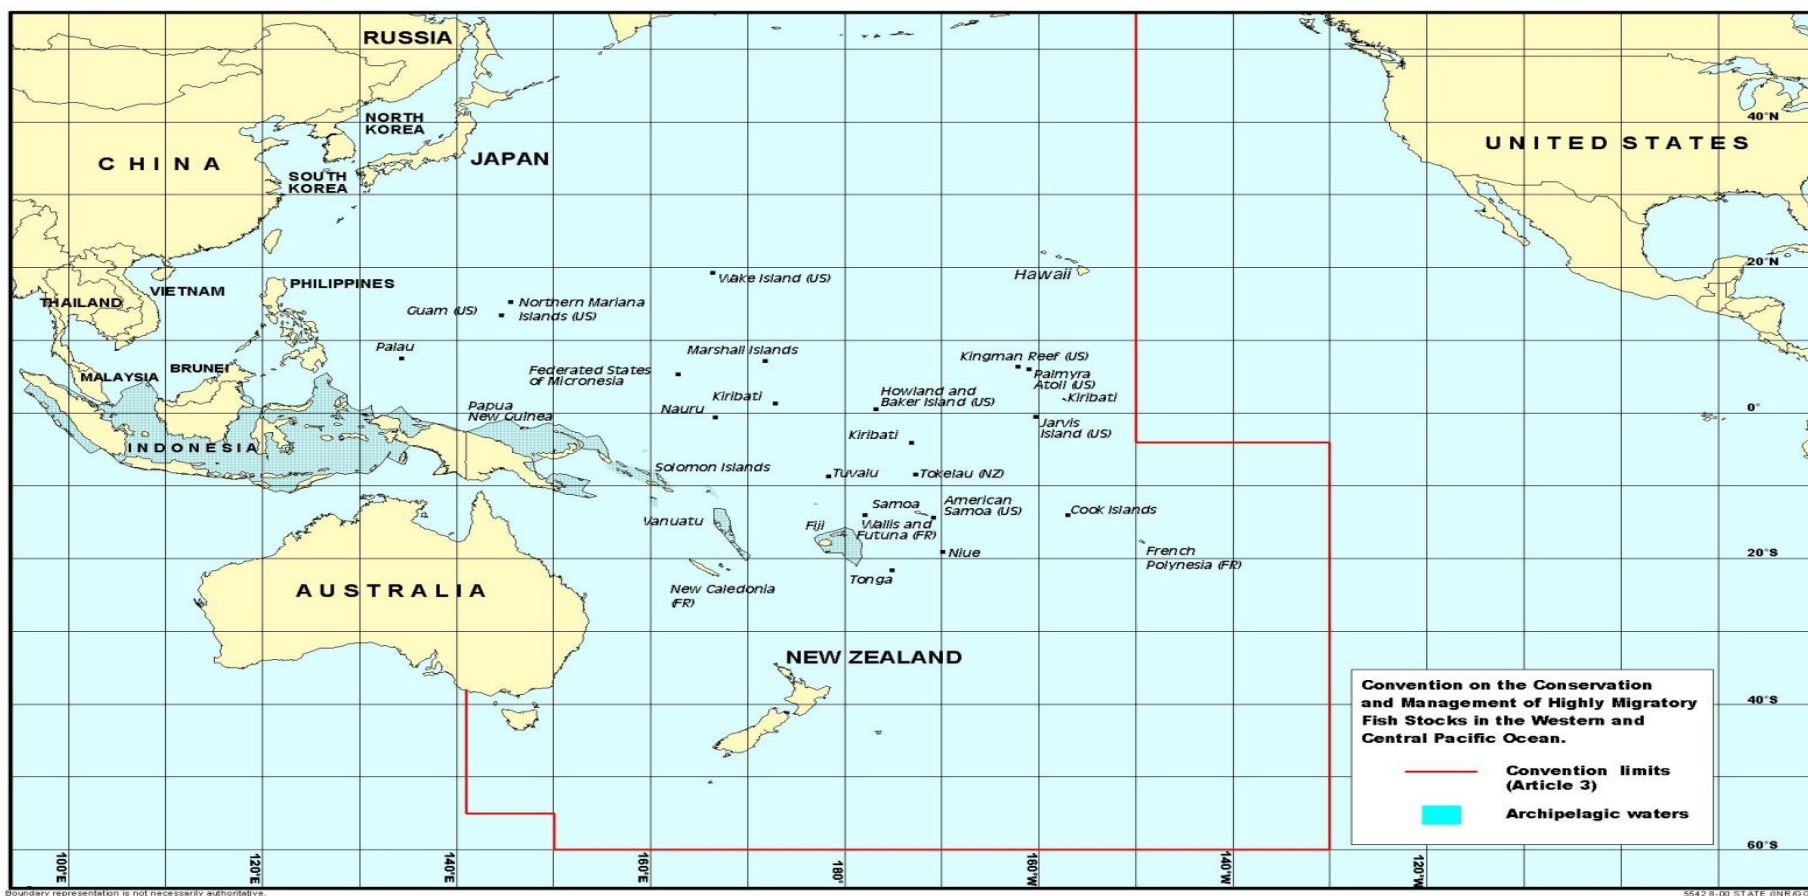 RUSSIA
NORTH
KOREA
40°N
UNITED STATES
CHINA
JAPAN
SOUTH
KOREA
20°N
Hawaii
Wake Island (US)
PHILIPPINES
VIETNAM
THAILAND
Northern Mariana
Islands (US)
Guam (US)
Palau
Marshall Islands
Kingman Reef (US)
BRUNEI
MALAYSIA
Federated States
of Micronesia
Palmyra
Atoll (US)
Howland and
Baker Island (US)
Kiribati
Kiribati
Papua
New Guinea
Nauru
0°
Jarvis
Island (US)
Kiribati
INDONESIA
Solomon Islands
Tuvalu
Tokelau (NZ)
Samoa
American
Samoa (US)
Cook Islands
Vanuatu
Fiji
Wallis and
Futuna (FR)
Niue
French
Polynesia (FR)
20°S
Tonga
AUSTRALIA
New Caledonia
(FR)
NEW ZEALAND
Convention on the Conservation
and Management of Highly Migratory
Fish Stocks in the Western and
Central Pacific Ocean.
40°S
Convention limits
(Article 3)
Archipelagic waters
60°S
100°E
120°E
140°E
160°E
180°
160°W
140°W
120°W
Boundary representation is not necessarily authoritative.